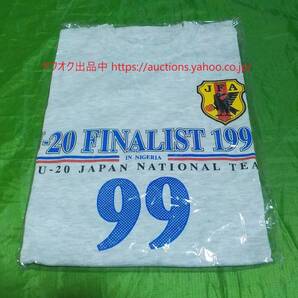 ヤフオク出品中 https://auctions.yahoo.co.jp
JFA
-20 FINALIST 199
IN NIGERIA
U-20 JAPAN NATIONAL TEA
99